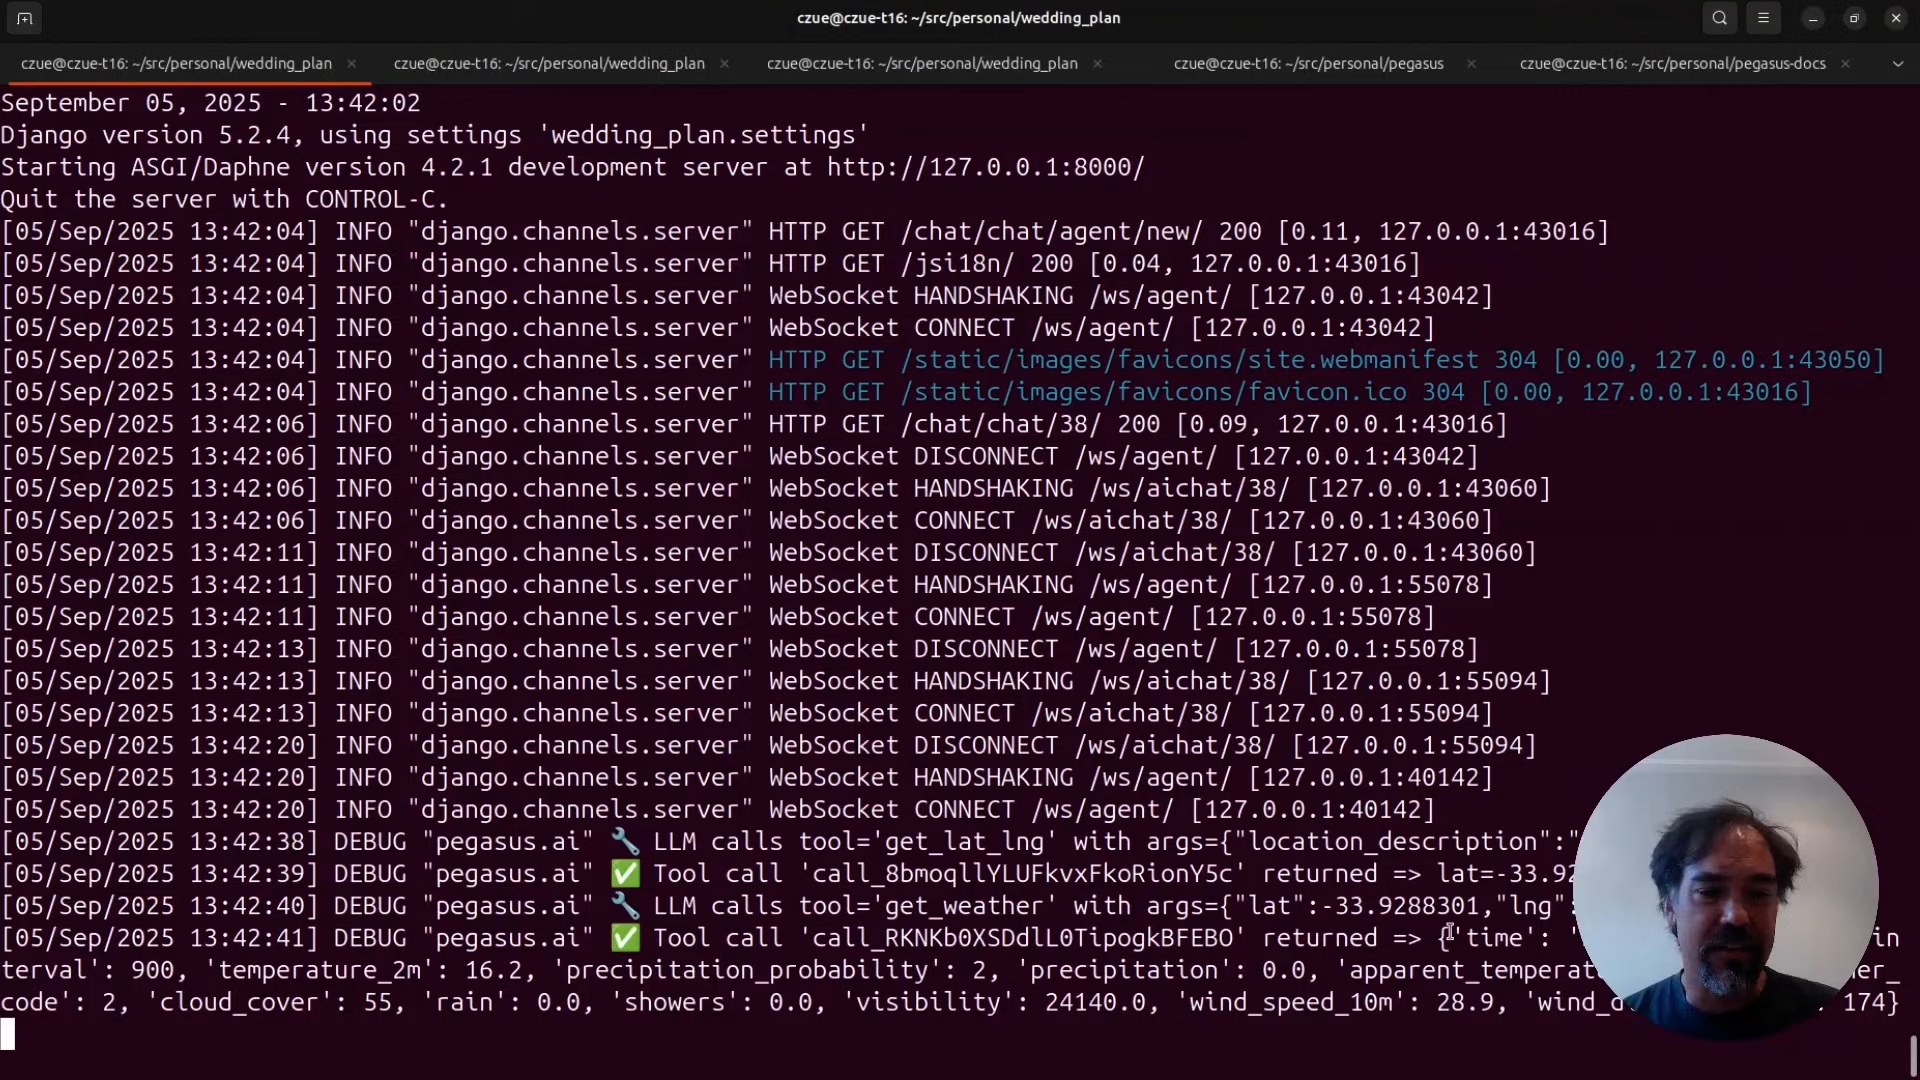 czue@czue-t16: ~/src/personal/wedding_plan
czue@czue-t16: ~/src/personal/wedding_plan czue@czue-t16: ~/src/personal/wedding_plan czue@czue-t16: ~/src/personal/wedding_plan czue@czue-t16: ~/src/personal/pegasus czue@czue-t16: ~/src/personal/pegasus-docs
September 05, 2025 - 13:42:02
Django version 5.2.4, using settings 'wedding_plan.settings'
Starting ASGI/Daphne version 4.2.1 development server at http://127.0.0.1:8000/
Quit the server with CONTROL-C.
[05/Sep/2025 13:42:04] INFO "django.channels.server" HTTP GET /chat/chat/agent/new/ 200 [0.11, 127.0.0.1:43016]
[05/Sep/2025 13:42:04] INFO "django.channels.server" HTTP GET /jsi18n/ 200 [0.04, 127.0.0.1:43016]
[05/Sep/2025 13:42:04] INFO "django.channels.server" WebSocket HANDSHAKING /ws/agent/ [127.0.0.1:43042]
[05/Sep/2025 13:42:04] INFO "django.channels.server" WebSocket CONNECT /ws/agent/ [127.0.0.1:43042]
[05/Sep/2025 13:42:04] INFO "django.channels.server" HTTP GET /static/images/favicons/site.webmanifest 304 [0.00, 127.0.0.1:43050]
[05/Sep/2025 13:42:04] INFO "django.channels.server" HTTP GET /static/images/favicons/favicon.ico 304 [0.00, 127.0.0.1:43016]
[05/Sep/2025 13:42:06] INFO "django.channels.server" HTTP GET /chat/chat/38/ 200 [0.09, 127.0.0.1:43016]
[05/Sep/2025 13:42:06] INFO "django.channels.server" WebSocket DISCONNECT /ws/agent/ [127.0.0.1:43042]
[05/Sep/2025 13:42:06] INFO "django.channels.server" WebSocket HANDSHAKING /ws/aichat/38/ [127.0.0.1:43060]
[05/Sep/2025 13:42:06] INFO "django.channels.server" WebSocket CONNECT /ws/aichat/38/ [127.0.0.1:43060]
[05/Sep/2025 13:42:11] INFO "django.channels.server" WebSocket DISCONNECT /ws/aichat/38/ [127.0.0.1:43060]
[05/Sep/2025 13:42:11] INFO "django.channels.server" WebSocket HANDSHAKING /ws/agent/ [127.0.0.1:55078]
[05/Sep/2025 13:42:11] INFO "django.channels.server" WebSocket CONNECT /ws/agent/ [127.0.0.1:55078]
[05/Sep/2025 13:42:13] INFO "django.channels.server" WebSocket DISCONNECT /ws/agent/ [127.0.0.1:55078]
[05/Sep/2025 13:42:13] INFO "django.channels.server" WebSocket HANDSHAKING /ws/aichat/38/ [127.0.0.1:55094]
[05/Sep/2025 13:42:13] INFO "django.channels.server" WebSocket CONNECT /ws/aichat/38/ [127.0.0.1:55094]
[05/Sep/2025 13:42:20] INFO "django.channels.server" WebSocket DISCONNECT /ws/aichat/38/ [127.0.0.1:55094]
[05/Sep/2025 13:42:20] INFO "django.channels.server" WebSocket HANDSHAKING /ws/agent/ [127.0.0.1:40142]
[05/Sep/2025 13:42:20] INFO "django.channels.server" WebSocket CONNECT /ws/agent/ [127.0.0.1:40142]
[05/Sep/2025 13:42:38] DEBUG "pegasus.ai" 🔧 LLM calls tool='get_lat_lng' with args={"location_description":"
[05/Sep/2025 13:42:39] DEBUG "pegasus.ai" ✅ Tool call 'call_8bmoqllYLUFkvxFkoRionY5c' returned => lat=-33.92
[05/Sep/2025 13:42:40] DEBUG "pegasus.ai" 🔧 LLM calls tool='get_weather' with args={"lat":-33.9288301,"lng":
[05/Sep/2025 13:42:41] DEBUG "pegasus.ai" ✅ Tool call 'call_RKNKb0XSDdlL0TipogkBFEBO' returned => {'time': ' in
terval': 900, 'temperature_2m': 16.2, 'precipitation_probability': 2, 'precipitation': 0.0, 'apparent_temperat er_
code': 2, 'cloud_cover': 55, 'rain': 0.0, 'showers': 0.0, 'visibility': 24140.0, 'wind_speed_10m': 28.9, 'wind_d 174}